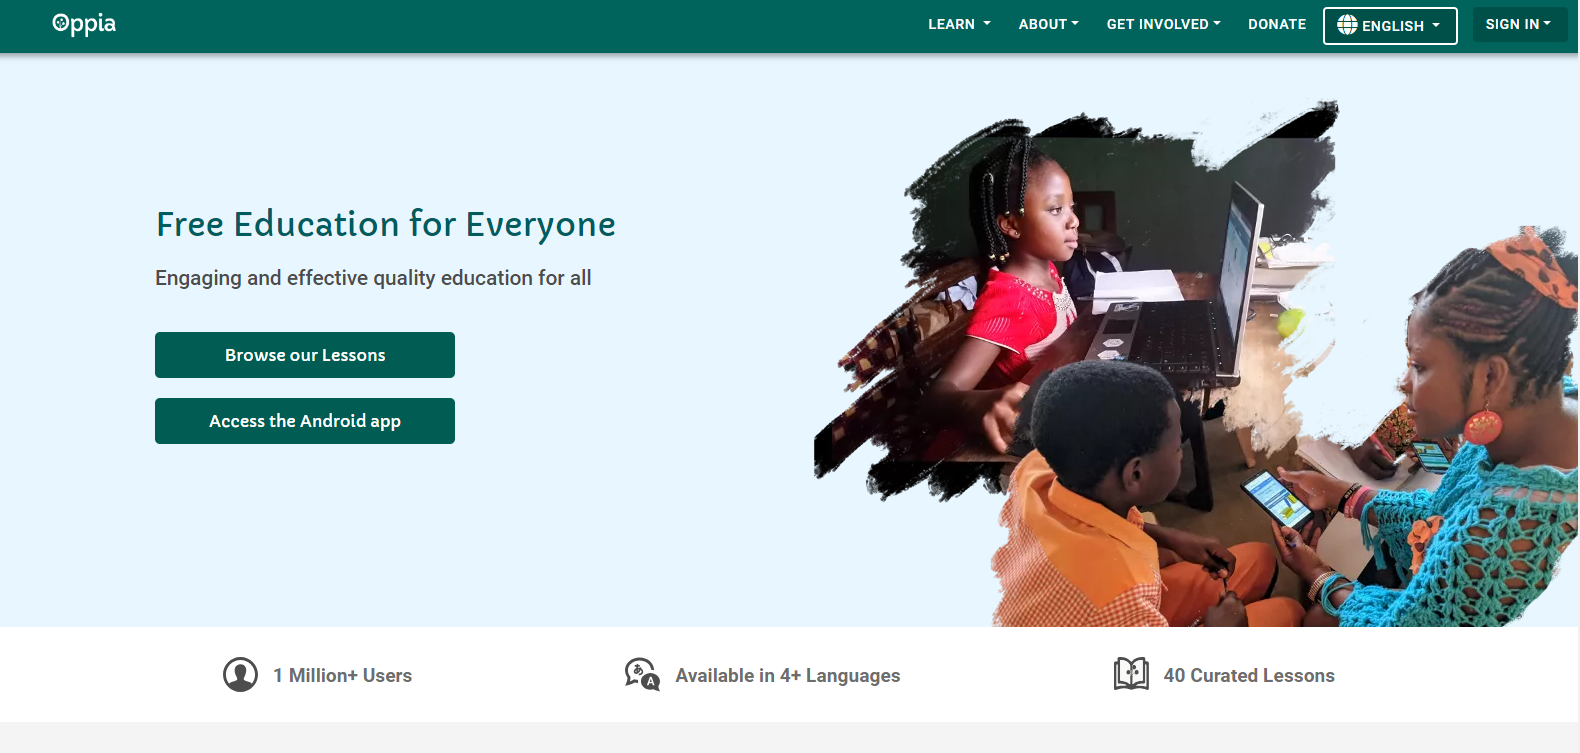 Oppia
LEARN
ABOUT
GET INVOLVED
DONATE
ENGLISH
SIGN IN
Free Education for Everyone
Engaging and effective quality education for all
Browse our Lessons
Access the Android app
1 Million+ Users
Available in 4+ Languages
40 Curated Lessons